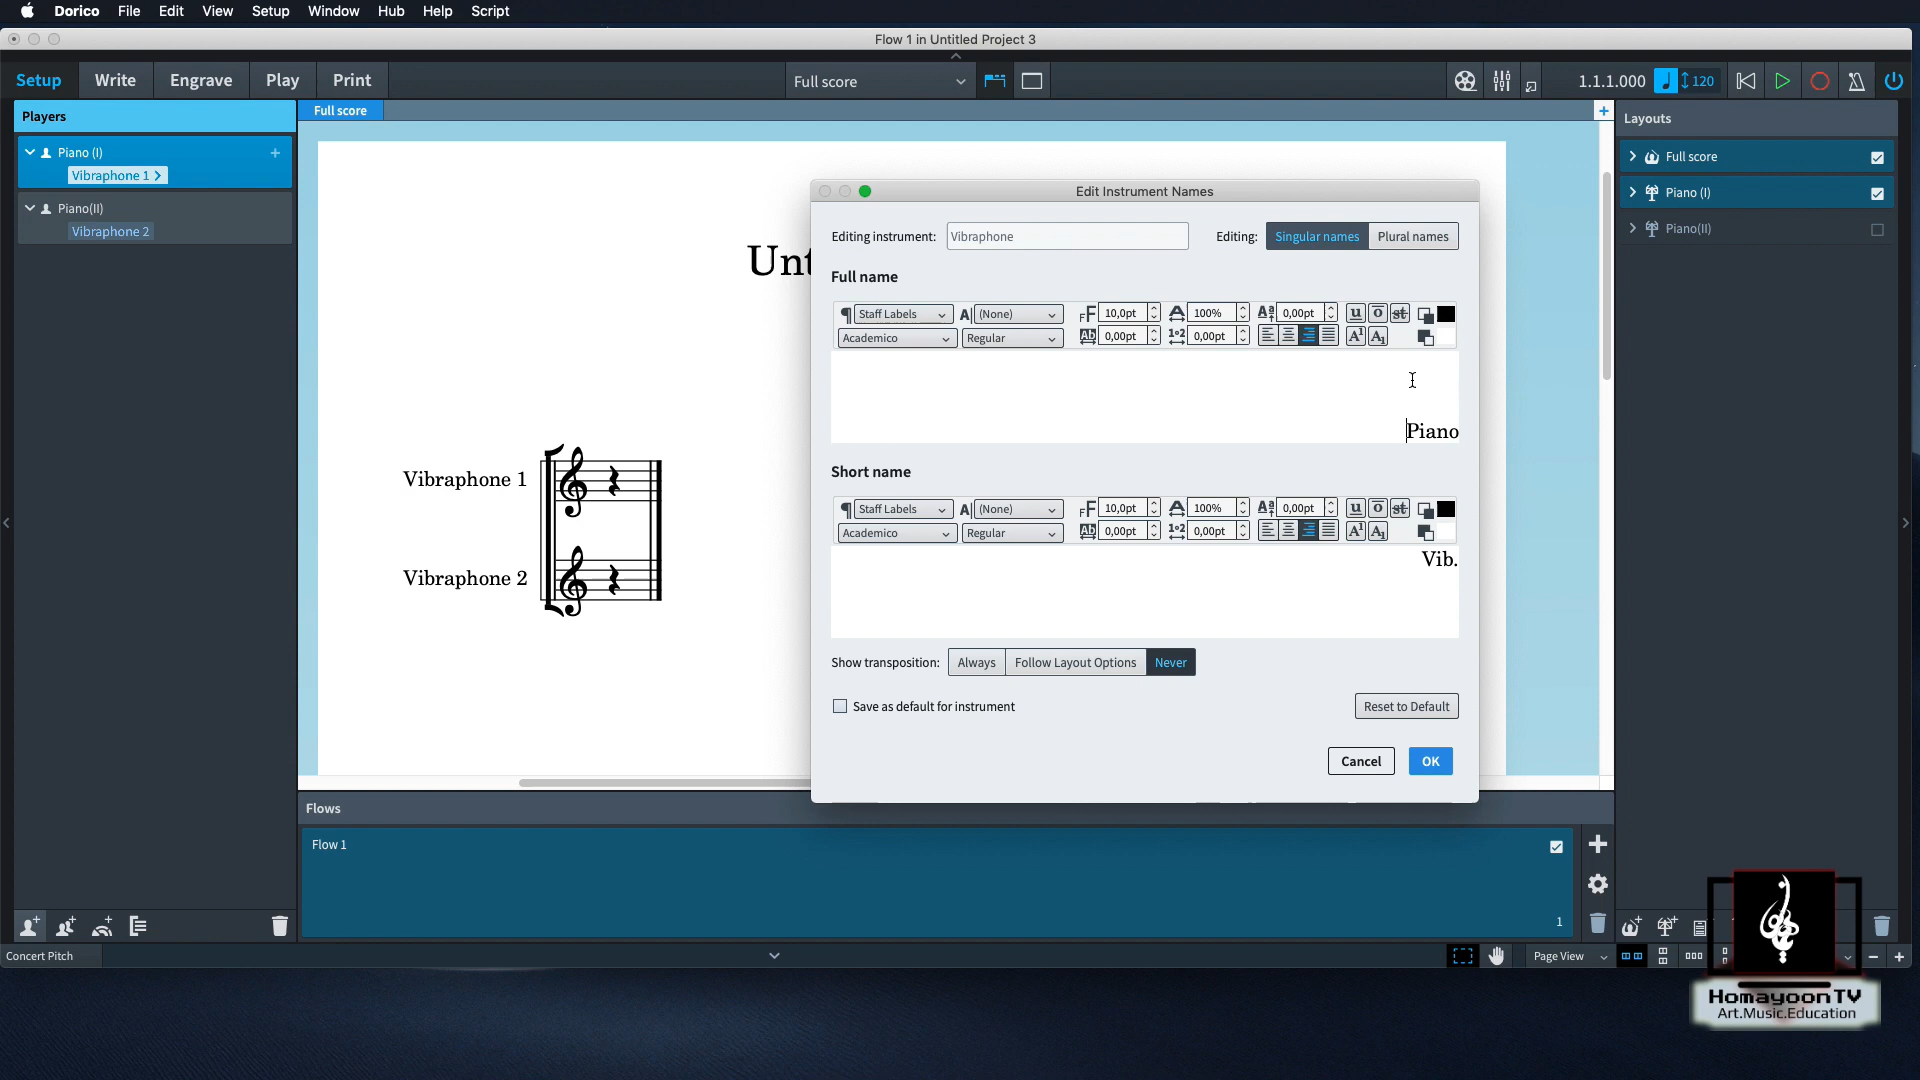 Dorico File Edit View Setup Window Hub Help Script
Flow 1 in Untitled Project 3
Setup Write Engrave Play Print
Full score
1.1.1.000
120
Players
Full score
Layouts
Piano (I)
Vibraphone 1
Piano(II)
Vibraphone 2
Full score
Piano (I)
Piano(II)
Unt
Vibraphone 1
Vibraphone 2
Edit Instrument Names
Editing instrument: Vibraphone
Editing: Singular names Plural names
Full name
Staff Labels (None) 10,0pt 100% 0,00pt
Academico Regular 0,00pt 0,00pt
Piano
Short name
Staff Labels (None) 10,0pt 100% 0,00pt
Academico Regular 0,00pt 0,00pt
Vib.
Show transposition: Always Follow Layout Options Never
Save as default for instrument
Reset to Default
Cancel OK
Flows
Flow 1
1
Concert Pitch
Page View
HomayoonTV
Art.Music.Education